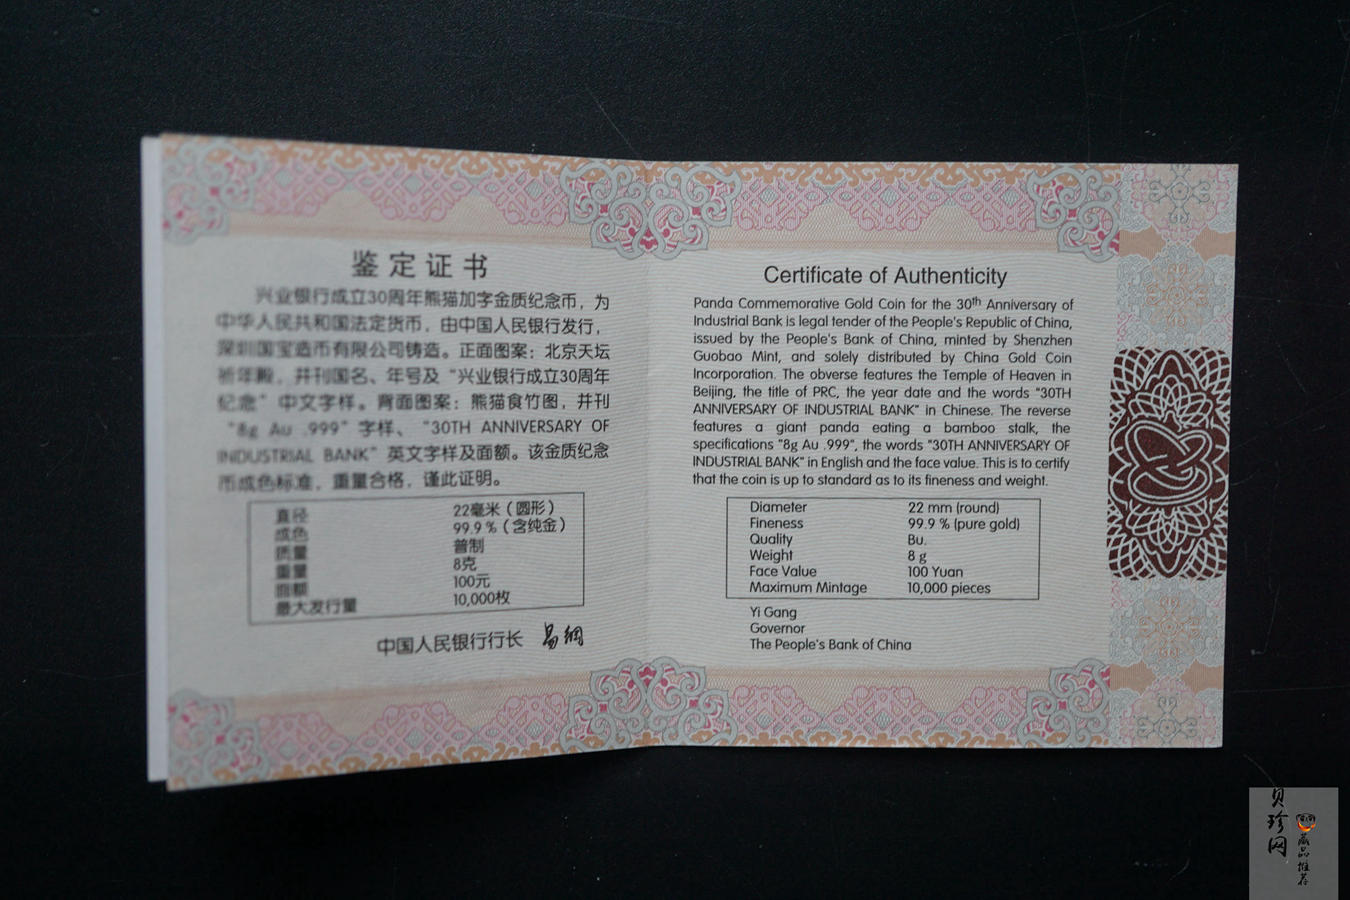 鉴定证书
兴业银行成立30周年熊猫加字金质纪念币，为
中华人民共和国法定货币，由中国人民银行发行，
深圳国宝造币有限公司铸造。正面图案：北京天坛
祈年殿，并刊国名、年号及“兴业银行成立30周年
纪念”中文字样。背面图案：熊猫食竹图，并刊
“8g Au .999”字样、“30TH ANNIVERSARY OF
INDUSTRIAL BANK”英文字样及面额。该金质纪念
币成色标准，重量合格，谨此证明。
直径 22毫米（圆形）
成色 99.9％（含纯金）
质量 普制
重量 8克
面额 100元
最大发行量 10,000枚
中国人民银行行长 易纲
Certificate of Authenticity
Panda Commemorative Gold Coin for the 30th Anniversary of
Industrial Bank is legal tender of the People's Republic of China,
issued by the People's Bank of China, minted by Shenzhen
Guobao Mint, and solely distributed by China Gold Coin
Incorporation. The obverse features the Temple of Heaven in
Beijing, the title of PRC, the year date and the words "30TH
ANNIVERSARY OF INDUSTRIAL BANK" in Chinese. The reverse
features a giant panda eating a bamboo stalk, the
specifications "8g Au .999", the words "30TH ANNIVERSARY OF
INDUSTRIAL BANK" in English and the face value. This is to certify
that the coin is up to standard as to its fineness and weight.
Diameter 22 mm (round)
Fineness 99.9 % (pure gold)
Quality Bu.
Weight 8 g
Face Value 100 Yuan
Maximum Mintage 10,000 pieces
Yi Gang
Governor
The People's Bank of China
贝珍网
藏品推荐